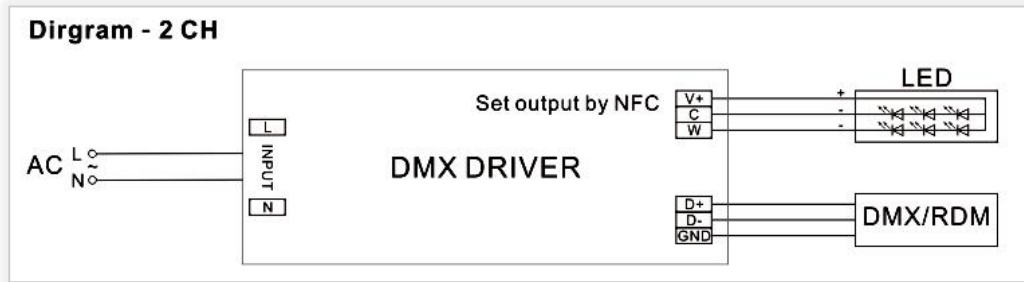 Dirgram - 2 CH
LED
Set output by NFC
V+
+
C
-
W
-
L
AC L
~
N
INPUT
DMX DRIVER
N
D+
D-
GND
DMX/RDM